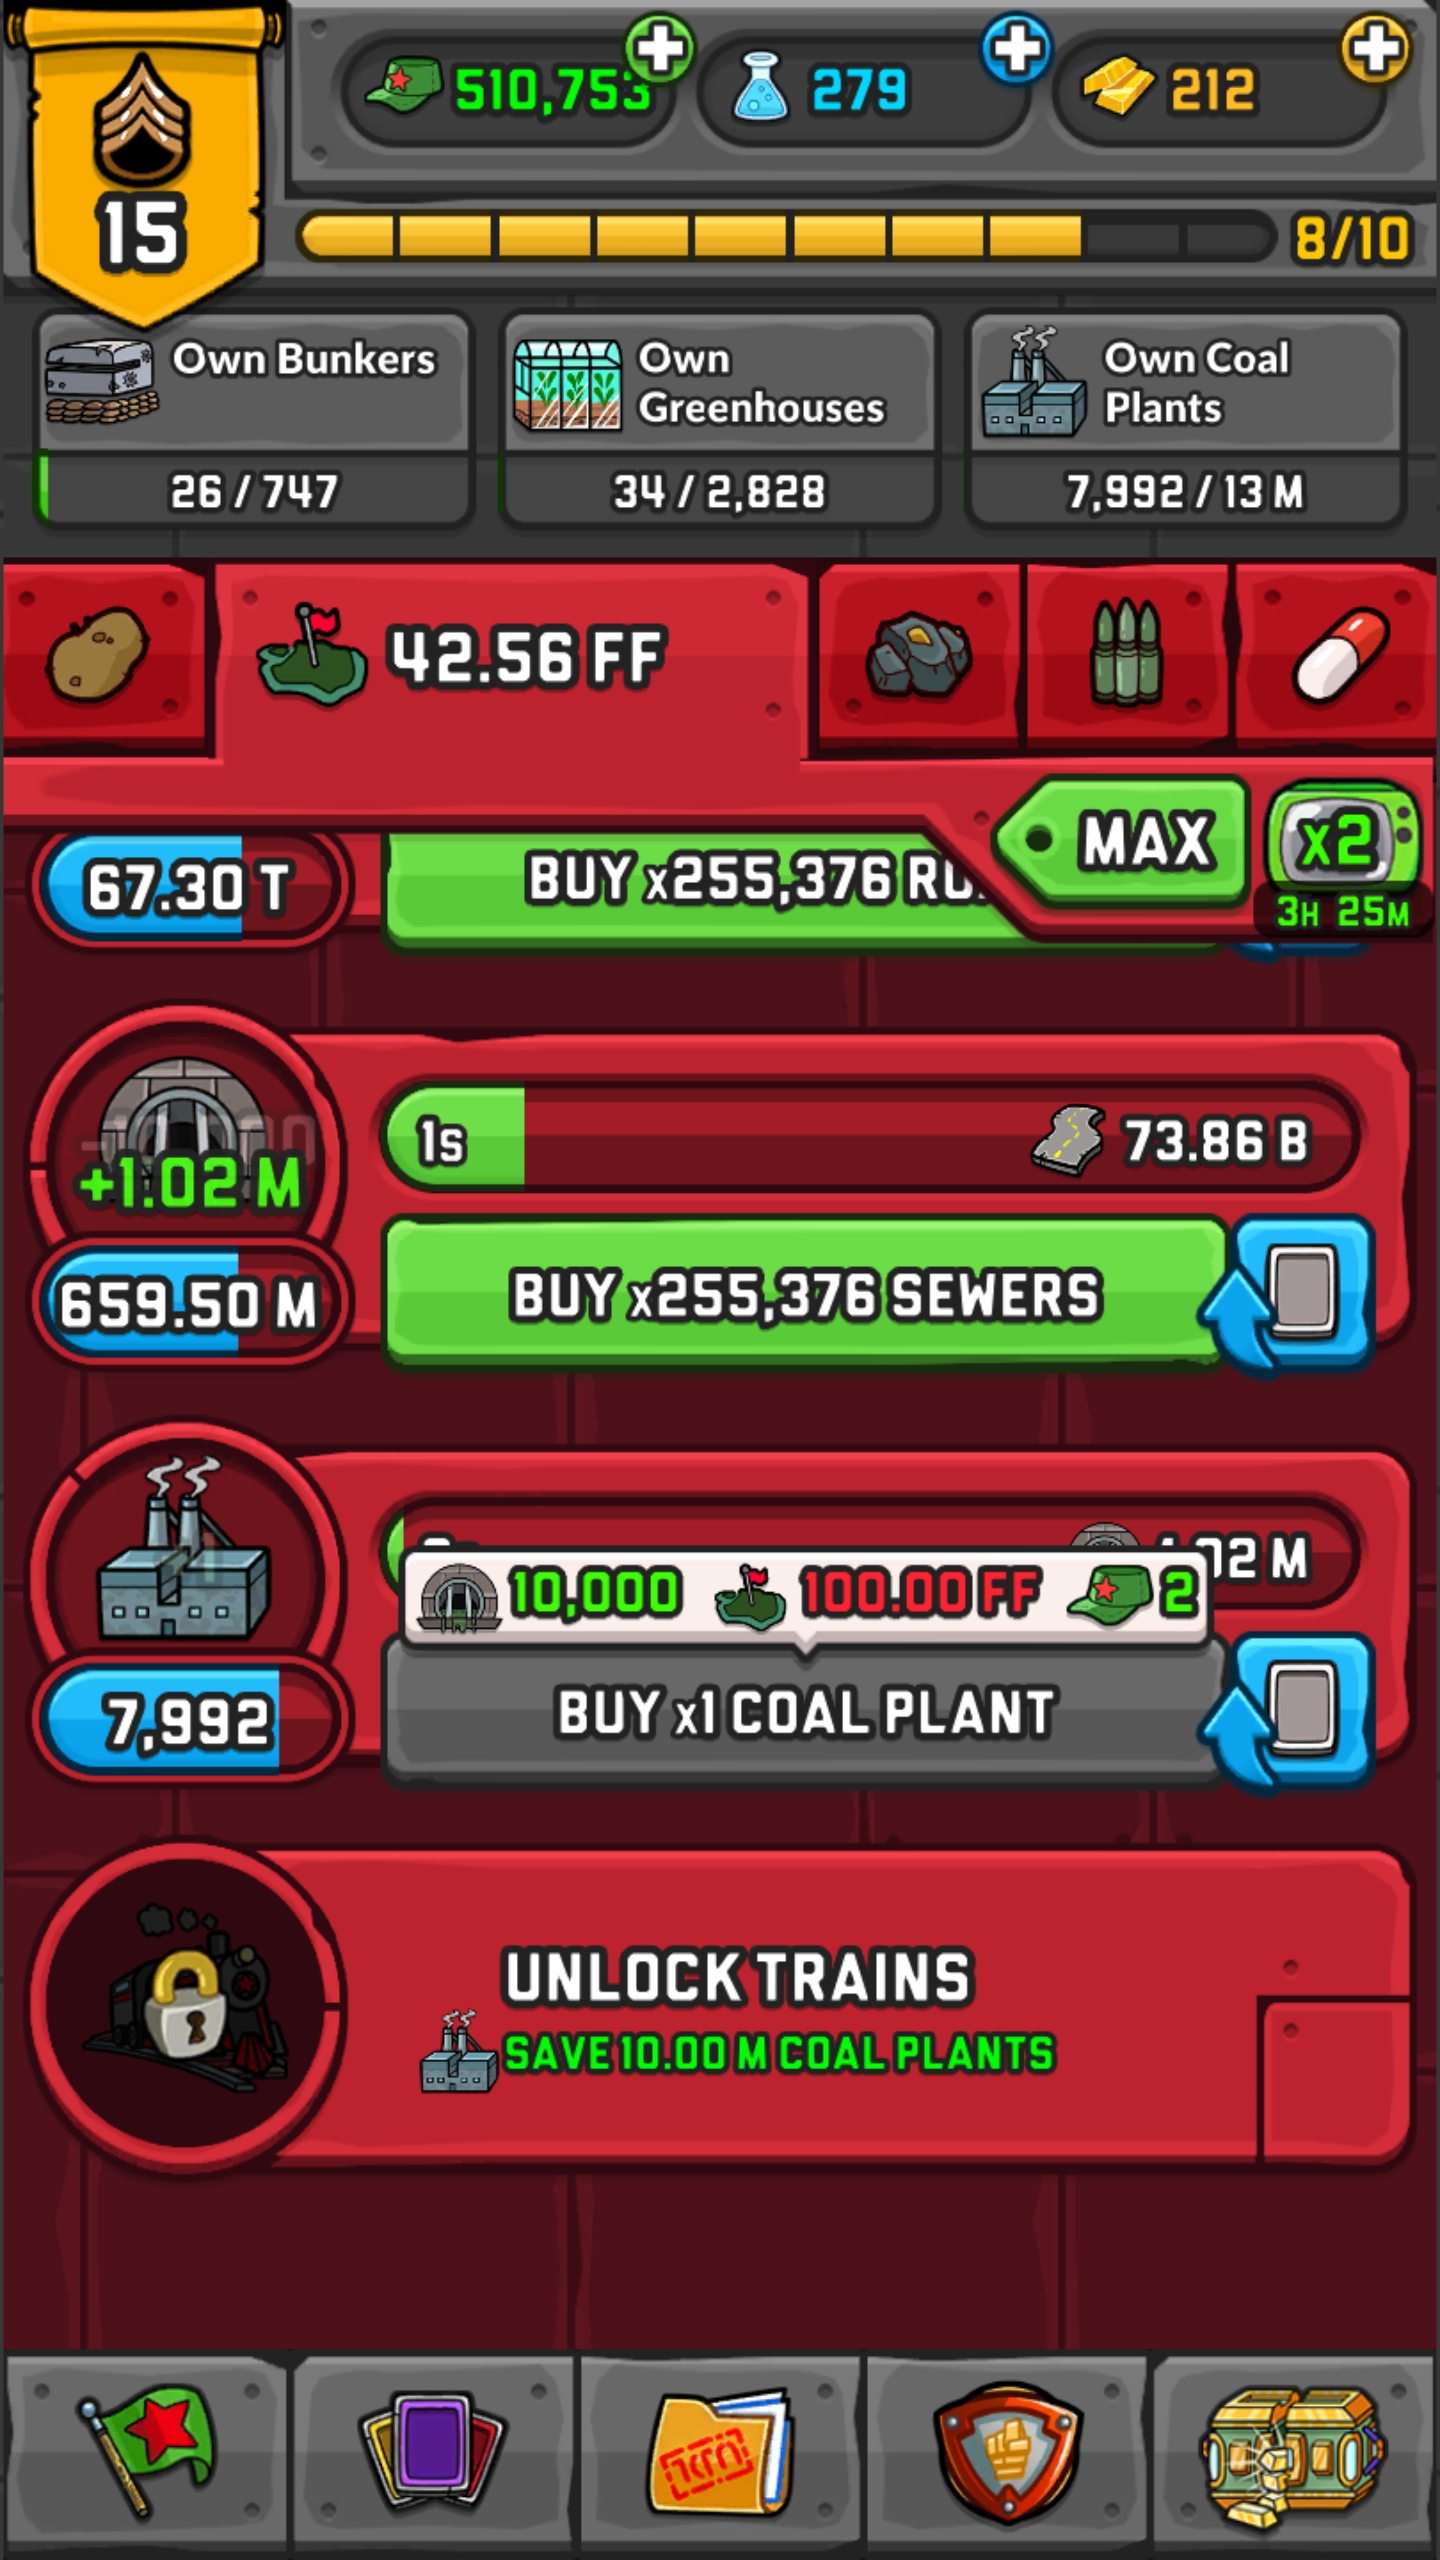 510,753
279
212
15
8/10
Own Bunkers
26 / 747
Own
Greenhouses
34 / 2,828
Own Coal
Plants
7,992 / 13 M
42.56 FF
MAX
x2
3H 25M
67.30 T
BUY x255,376
+1.02 M
1s
73.86 B
659.50 M
BUY x255,376 SEWERS
10,000
100.00 FF
2
7,992
BUY x1 COAL PLANT
UNLOCK TRAINS
SAVE 10.00 M COAL PLANTS